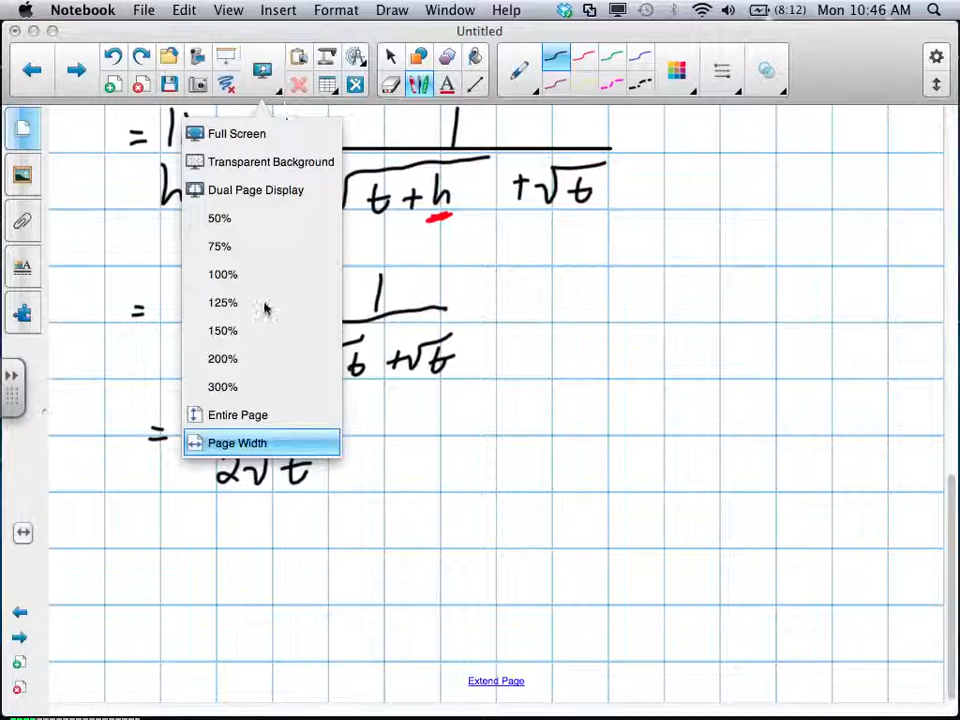 Notebook File Edit View Insert Format Draw Window Help (8:12) Mon 10:46 AM
Untitled
= 1
h √t + h + √t
Full Screen
Transparent Background
Dual Page Display
50%
75%
100%
125%
150%
200%
300%
Entire Page
Page Width
= 1
t + √t
=
2√t
Extend Page